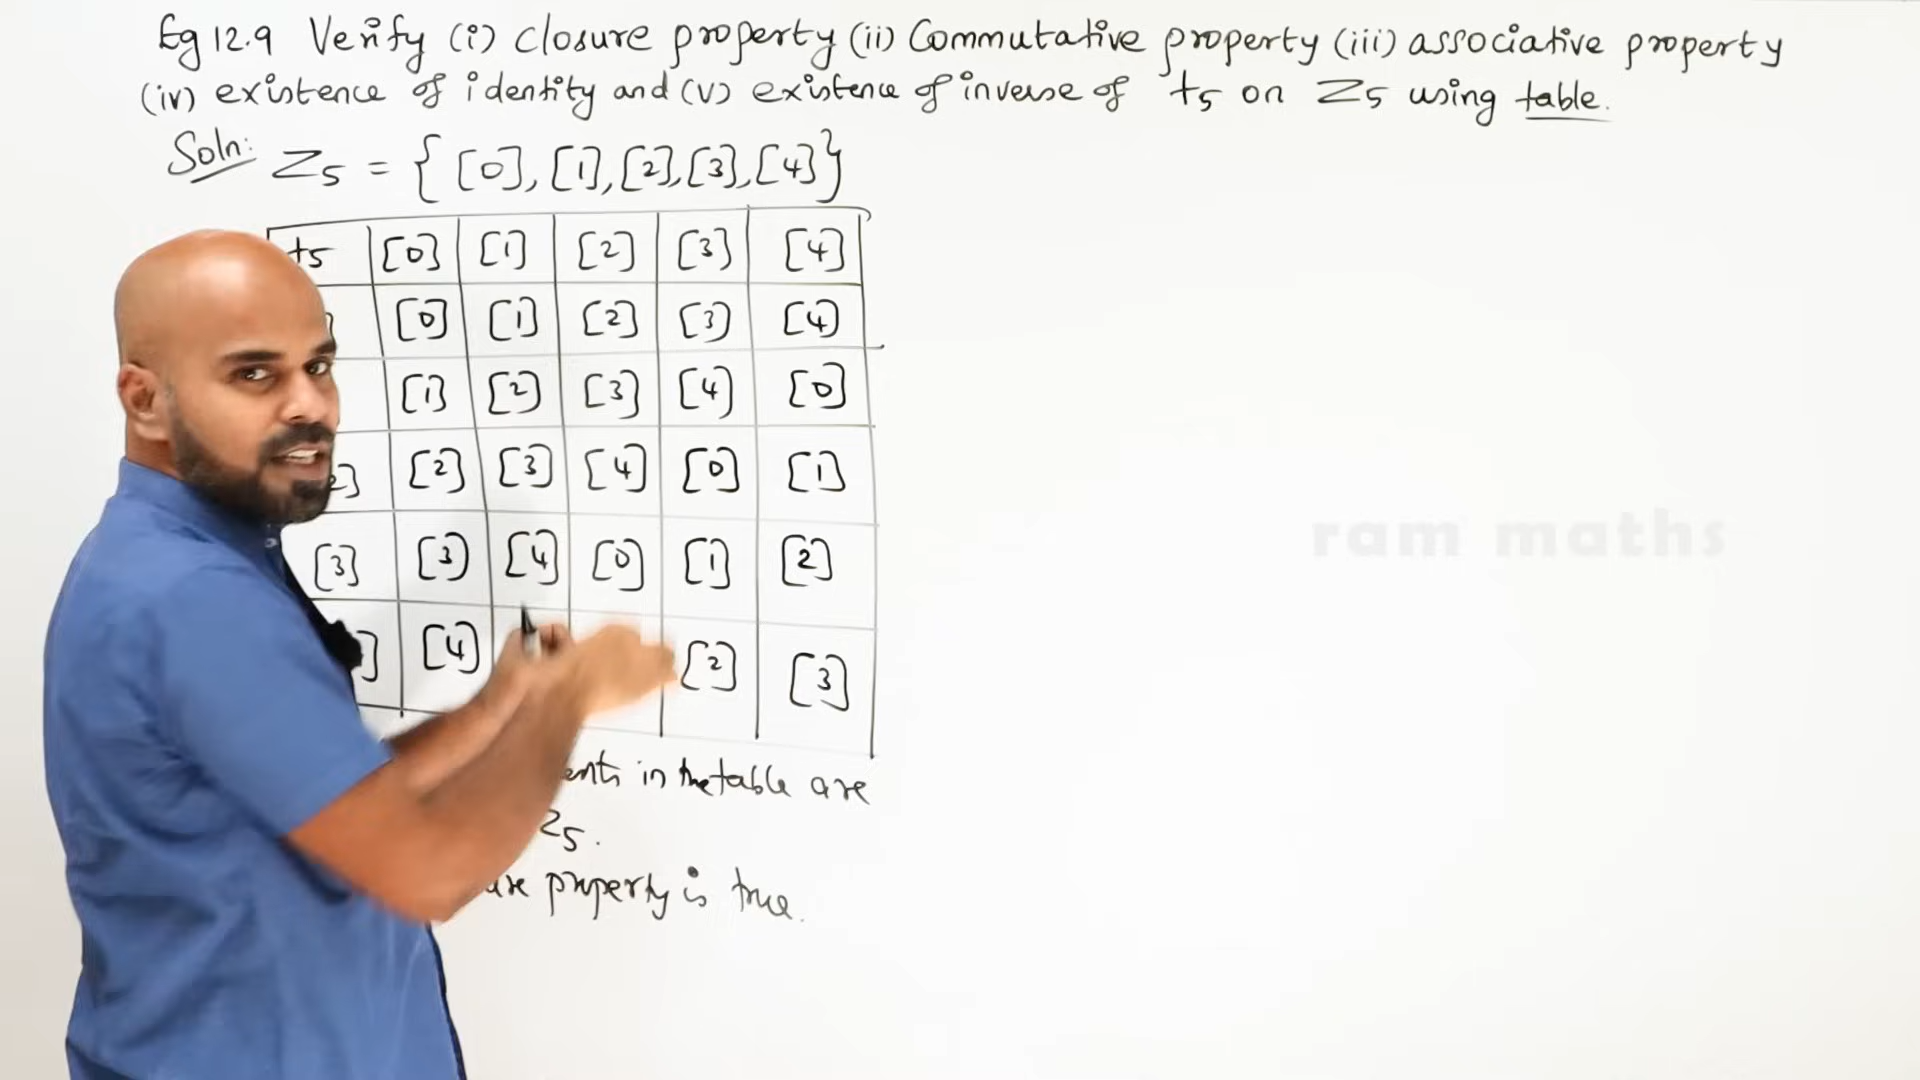 Eg 12.9 Verify (i) closure property (ii) Commutative property (iii) associative property
(iv) existence of identity and (v) existence of inverse of +5 on Z5 using table.
Soln: Z5 = { [0], [1], [2], [3], [4] }
+5 [0] [1] [2] [3] [4]
[0] [1] [2] [3] [4]
[1] [2] [3] [4] [0]
[2] [3] [4] [0] [1]
[3] [3] [4] [0] [1] [2]
[4] [2] [3]
in the table are
Z5.
property is true.
ram maths